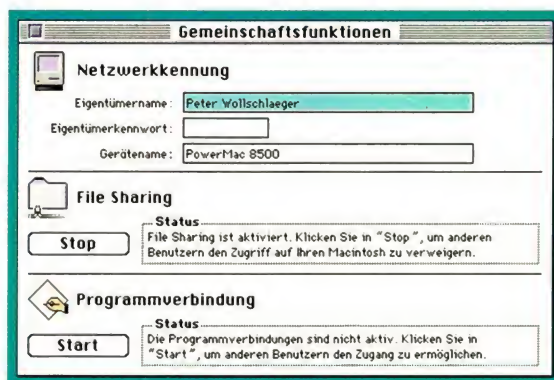 Gemeinschaftsfunktionen
Netzwerkkennung
Eigentümername: Peter Wollschlaeger
Eigentümerkennwort:
Gerätename: PowerMac 8500
File Sharing
Status
Stop
File Sharing ist aktiviert. Klicken Sie in "Stop", um anderen
Benutzern den Zugriff auf Ihren Macintosh zu verweigern.
Programmverbindung
Status
Start
Die Programmverbindungen sind nicht aktiv. Klicken Sie in
"Start", um anderen Benutzern den Zugang zu ermöglichen.